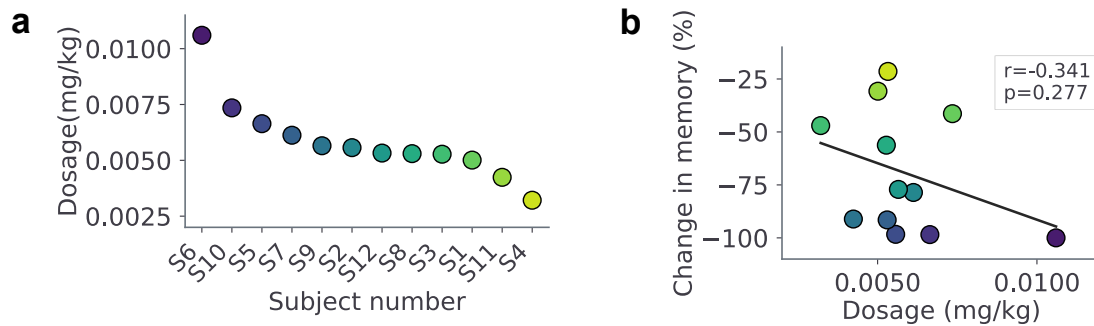 a
Dosage(mg/kg)
0.0100
0.0075
0.0050
0.0025
S6
S10
S5
S7
S9
S2
S12
S8
S3
S1
S11
S4
Subject number
b
Change in memory (%)
−25
−50
−75
−100
r=-0.341
p=0.277
0.0050
0.0100
Dosage (mg/kg)